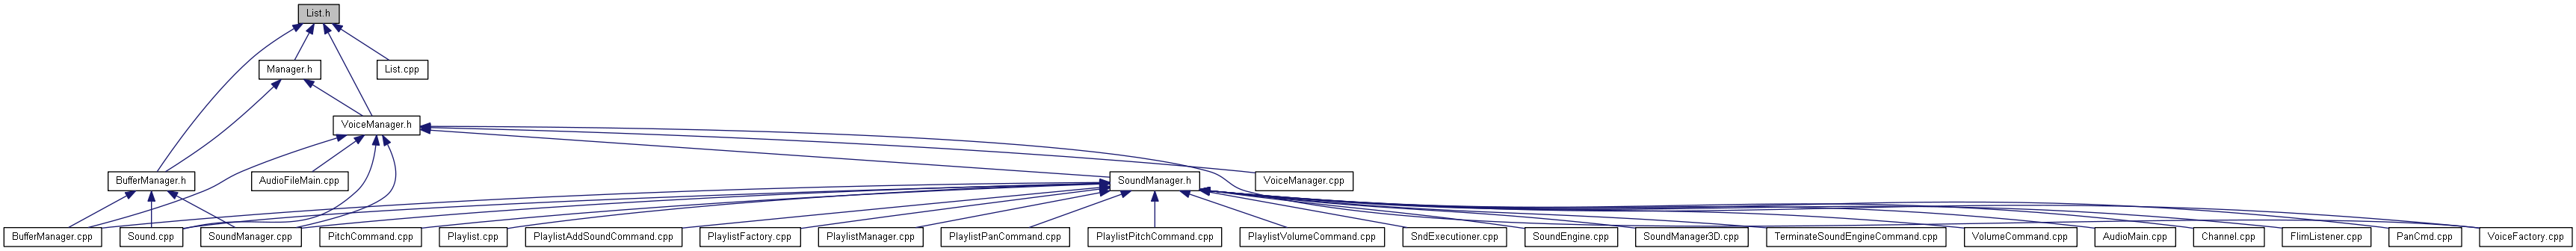 List.h
Manager.h
List.cpp
VoiceManager.h
BufferManager.h
AudioFileMain.cpp
SoundManager.h
VoiceManager.cpp
BufferManager.cpp
Sound.cpp
SoundManager.cpp
PitchCommand.cpp
Playlist.cpp
PlaylistAddSoundCommand.cpp
PlaylistFactory.cpp
PlaylistManager.cpp
PlaylistPanCommand.cpp
PlaylistPitchCommand.cpp
PlaylistVolumeCommand.cpp
SndExecutioner.cpp
SoundEngine.cpp
SoundManager3D.cpp
TerminateSoundEngineCommand.cpp
VolumeCommand.cpp
AudioMain.cpp
Channel.cpp
FlimListener.cpp
PanCmd.cpp
VoiceFactory.cpp